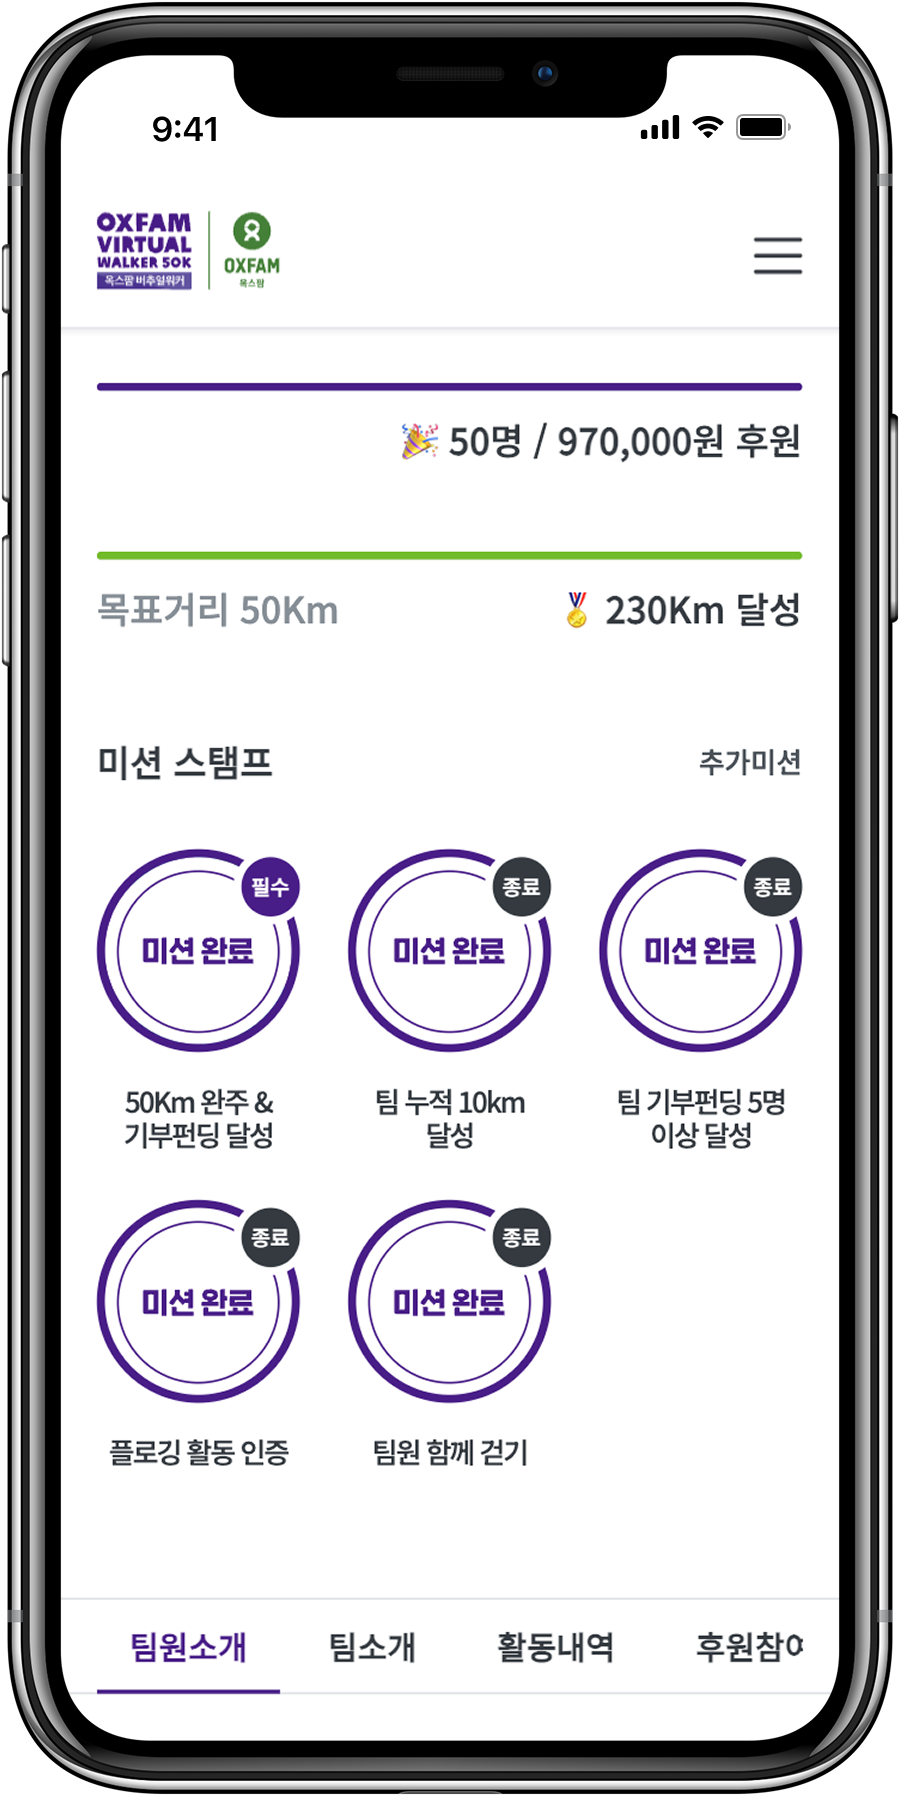 9:41
OXFAM
VIRTUAL
WALKER 50K
옥스팜 버추얼워커
OXFAM
옥스팜
🎉 50명 / 970,000원 후원
목표거리 50Km
🏅 230Km 달성
미션 스탬프
추가미션
필수
미션 완료
50Km 완주 &
기부펀딩 달성
종료
미션 완료
팀 누적 10km
달성
종료
미션 완료
팀 기부펀딩 5명
이상 달성
종료
미션 완료
플로깅 활동 인증
종료
미션 완료
팀원 함께 걷기
팀원소개
팀소개
활동내역
후원참여